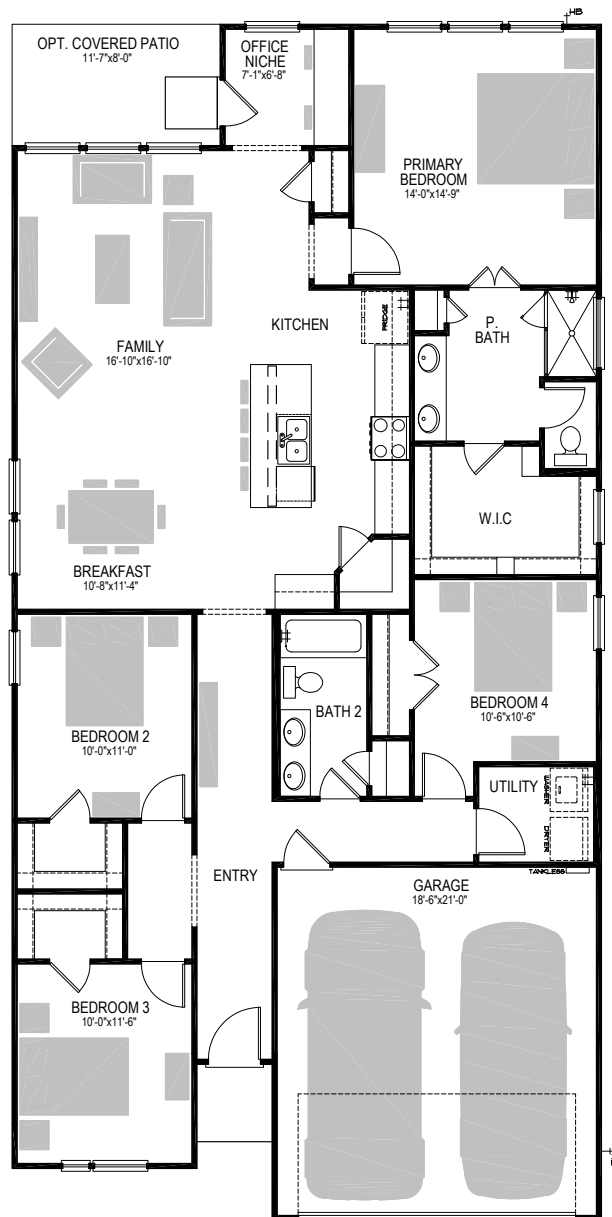 HB
OPT. COVERED PATIO
11'-7"x8'-0"
OFFICE
NICHE
7'-1"x6'-8"
PRIMARY
BEDROOM
14'-0"x14'-9"
KITCHEN
FRIDGE
P.
BATH
FAMILY
16'-10"x16'-10"
W.I.C
BREAKFAST
10'-8"x11'-4"
BEDROOM 2
10'-0"x11'-0"
BATH 2
BEDROOM 4
10'-6"x10'-6"
UTILITY
WASHER
DRYER
TANKLESS
ENTRY
GARAGE
18'-6"x21'-0"
BEDROOM 3
10'-0"x11'-6"